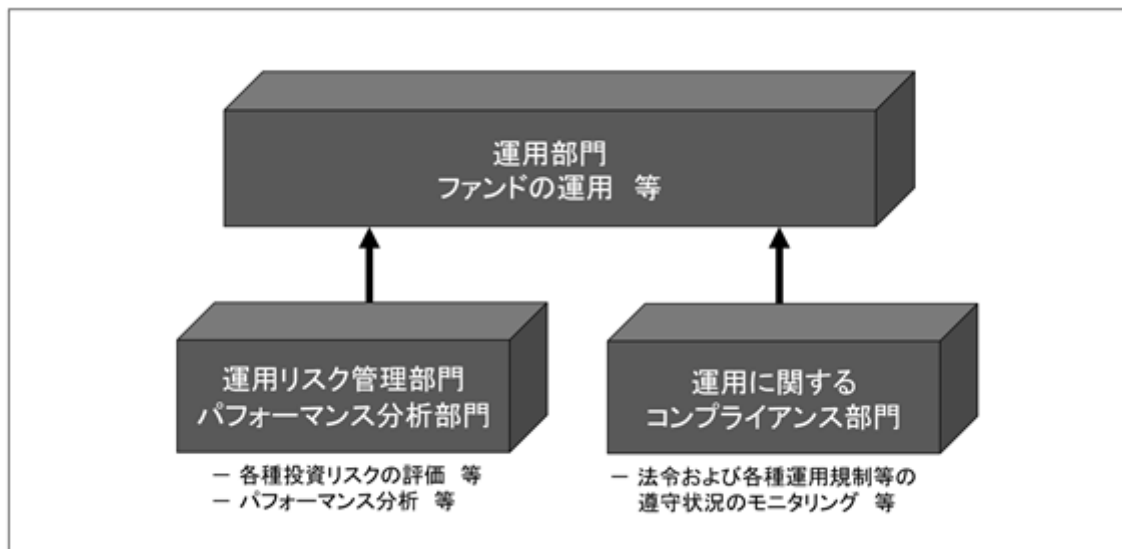 運用部門
ファンドの運用 等
運用リスク管理部門
パフォーマンス分析部門
－ 各種投資リスクの評価 等
－ パフォーマンス分析 等
運用に関する
コンプライアンス部門
－ 法令および各種運用規制等の
遵守状況のモニタリング 等